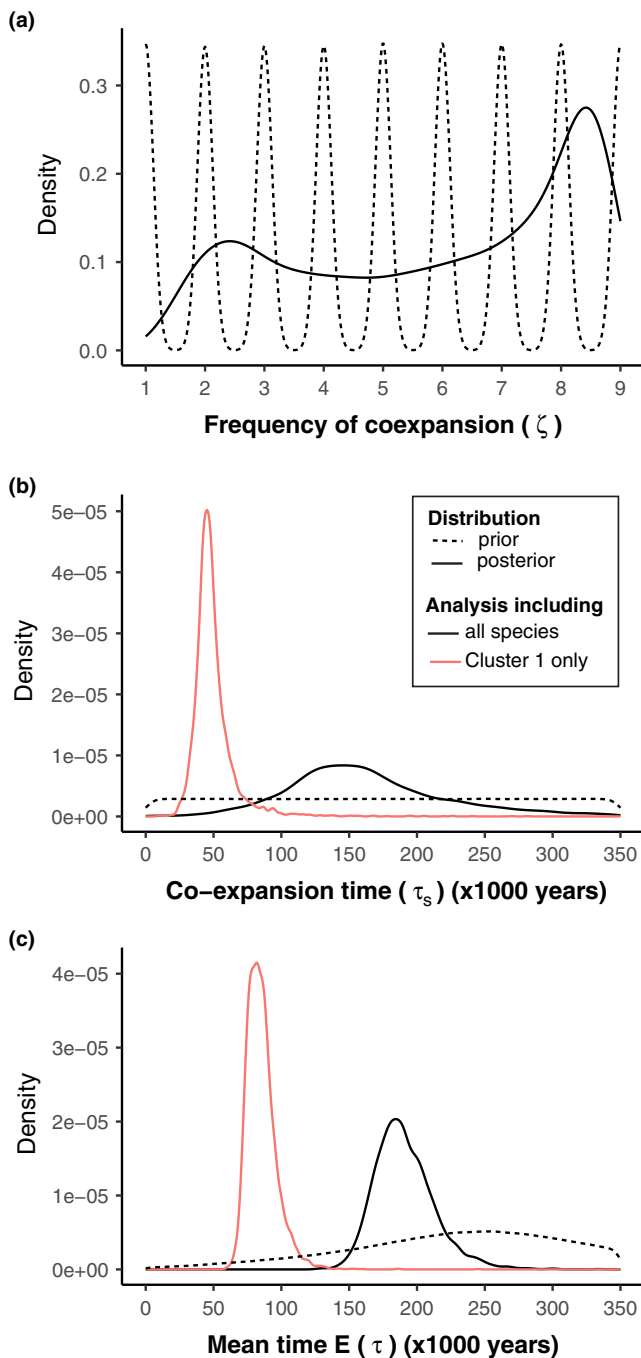 (a)
0.3
0.2
0.1
0.0
Density
1 2 3 4 5 6 7 8 9
Frequency of coexpansion ( ζ )
(b)
5e−05
4e−05
3e−05
2e−05
1e−05
0e+00
Density
Distribution
prior
posterior
Analysis including
all species
Cluster 1 only
0 50 100 150 200 250 300 350
Co−expansion time ( τs ) (x1000 years)
(c)
4e−05
3e−05
2e−05
1e−05
0e+00
Density
0 50 100 150 200 250 300 350
Mean time E ( τ ) (x1000 years)